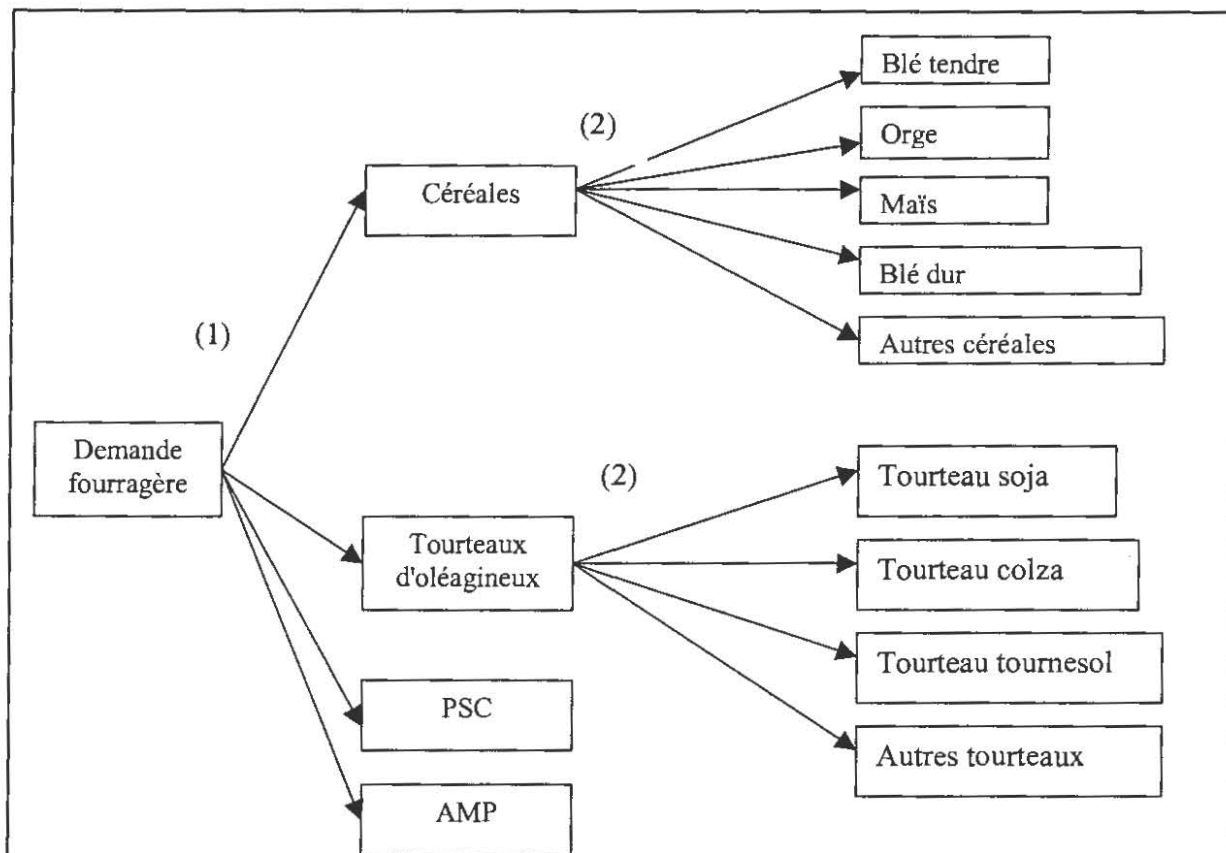 Blé tendre
(2)
Orge
Céréales
Maïs
Blé dur
(1)
Autres céréales
Demande
fourragère
(2)
Tourteau soja
Tourteaux
d'oléagineux
Tourteau colza
Tourteau tournesol
PSC
Autres tourteaux
AMP